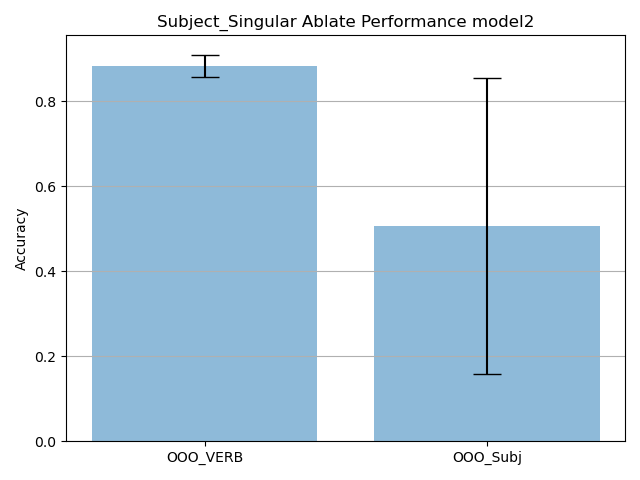 Subject_Singular Ablate Performance model2
Accuracy
0.8
0.6
0.4
0.2
0.0
OOO_VERB
OOO_Subj